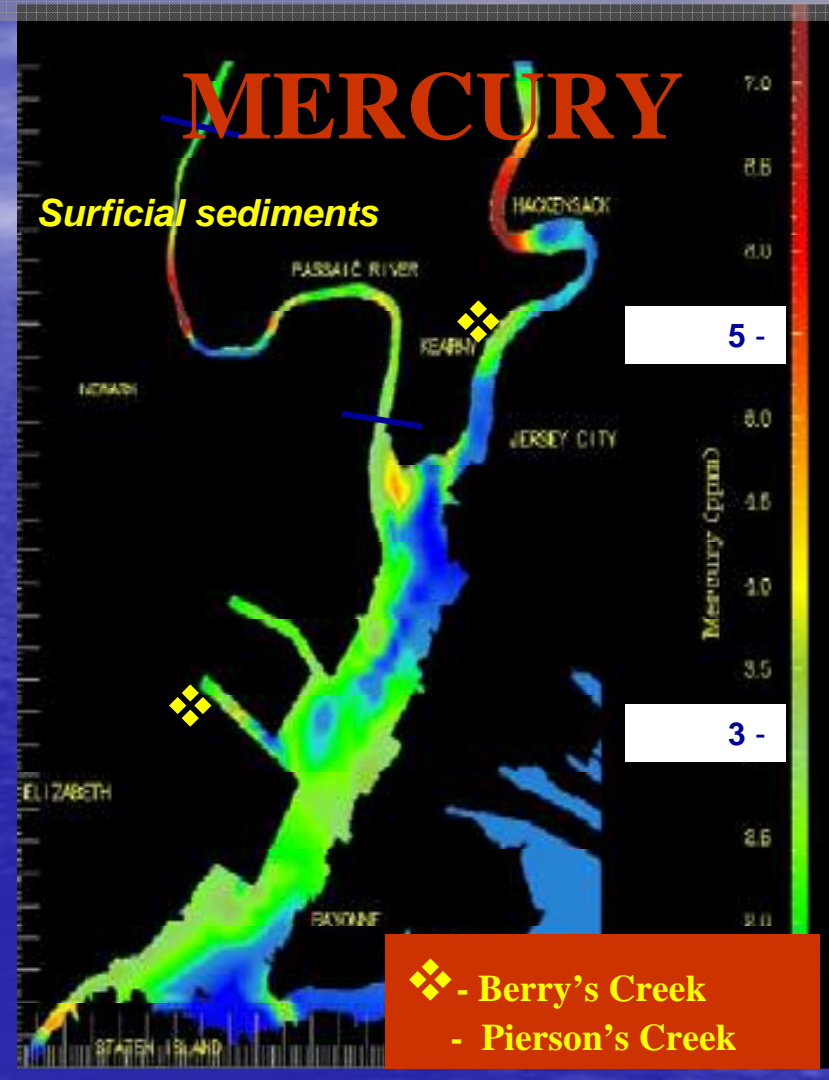 MERCURY
7.0
6.5
Surficial sediments
HACKENSACK
6.0
PASSAIC RIVER
5 -
KEARNY
NEWARK
5.0
JERSEY CITY
4.5
Mercury (ppm)
4.0
3.5
3 -
ELIZABETH
2.5
BAYONNE
2.0
❖ - Berry's Creek
- Pierson's Creek
STATEN ISLAND